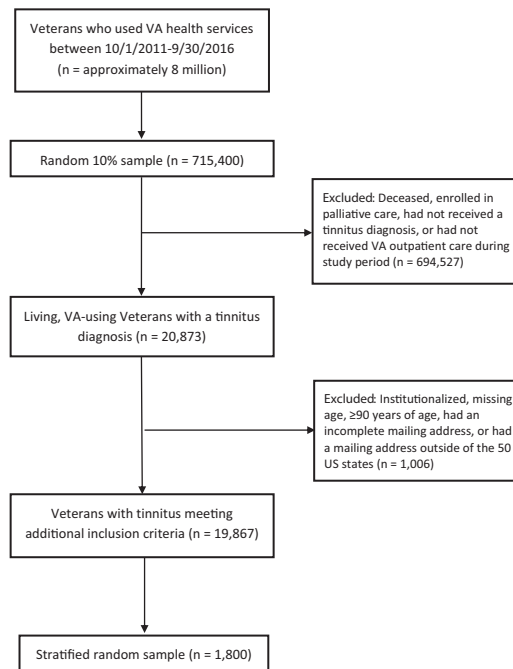 Veterans who used VA health services
between 10/1/2011-9/30/2016
(n = approximately 8 million)
Random 10% sample (n = 715,400)
Excluded: Deceased, enrolled in
palliative care, had not received a
tinnitus diagnosis, or had not
received VA outpatient care during
study period (n = 694,527)
Living, VA-using Veterans with a tinnitus
diagnosis (n = 20,873)
Excluded: Institutionalized, missing
age, ≥90 years of age, had an
incomplete mailing address, or had
a mailing address outside of the 50
US states (n = 1,006)
Veterans with tinnitus meeting
additional inclusion criteria (n = 19,867)
Stratified random sample (n = 1,800)